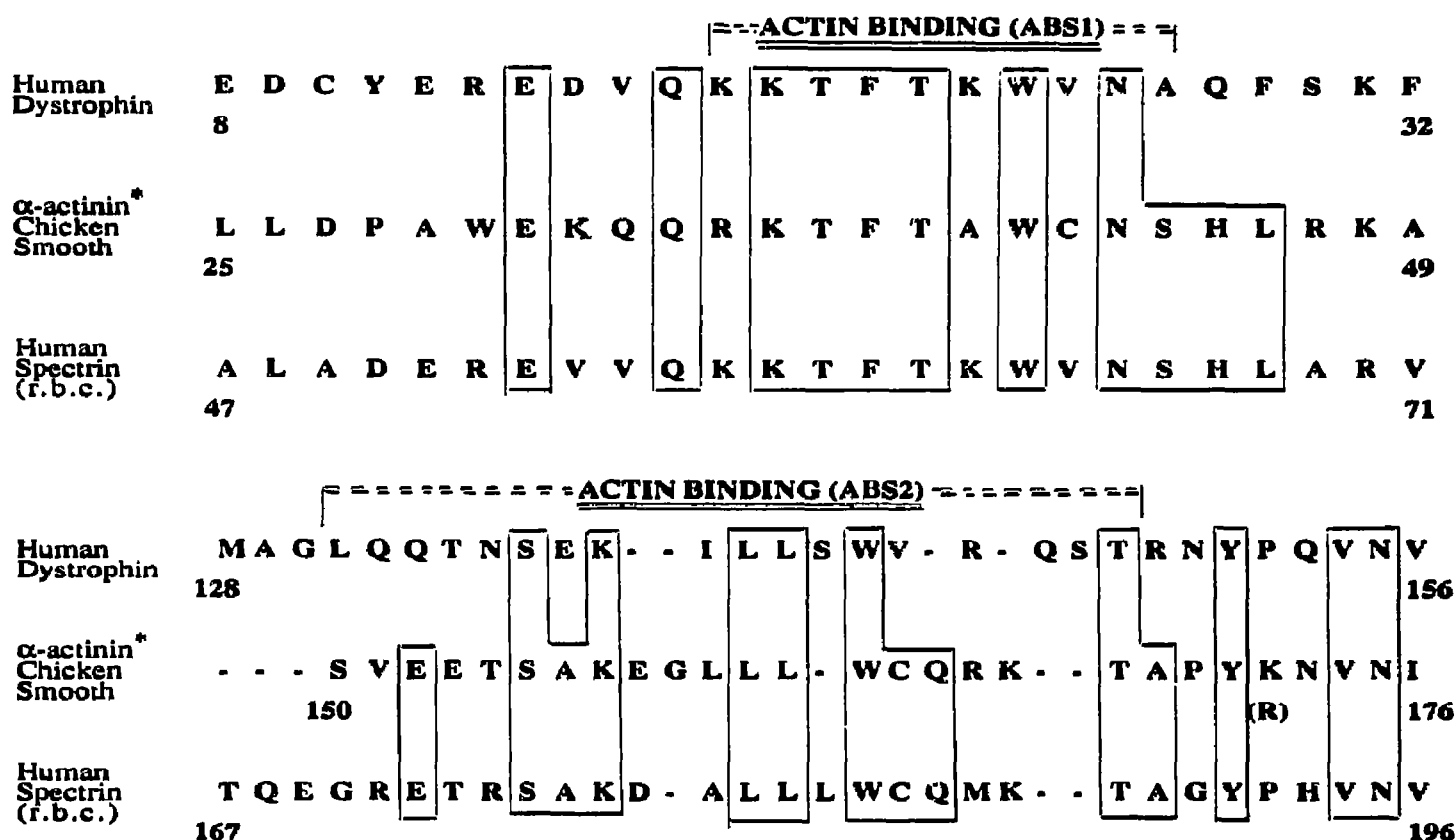 ACTIN BINDING (ABS1)
Human
Dystrophin
E D C Y E R E D V Q K K T F T K W V N A Q F S K F
8 32
α-actinin*
Chicken
Smooth
L L D P A W E K Q Q R K T F T A W C N S H L R K A
25 49
Human
Spectrin
(r.b.c.)
A L A D E R E V V Q K K T F T K W V N S H L A R V
47 71
ACTIN BINDING (ABS2)
Human
Dystrophin
M A G L Q Q T N S E K - - I L L S W V - R - Q S T R N Y P Q V N V
128 156
α-actinin*
Chicken
Smooth
- - - S V E E T S A K E G L L L - W C Q R K - - T A P Y K N V N I
150 (R) 176
Human
Spectrin
(r.b.c.)
T Q E G R E T R S A K D - A L L L W C Q M K - - T A G Y P H V N V
167 196